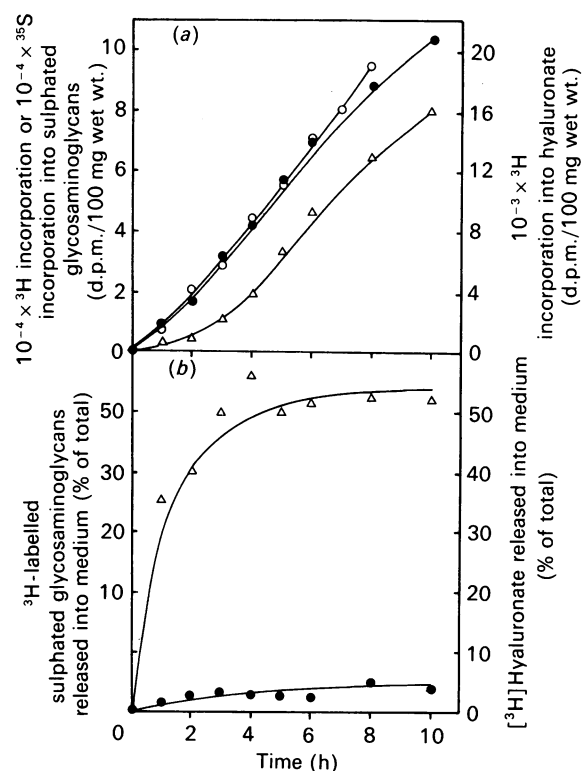 (a)
10⁻⁴ × ³H incorporation or 10⁻⁴ × ³⁵S
incorporation into sulphated
glycosaminoglycans
(d.p.m./100 mg wet wt.)
10
8
6
4
2
0
20
16
12
8
4
0
10⁻³ × ³H
incorporation into hyaluronate
(d.p.m./100 mg wet wt.)
(b)
³H-labelled
sulphated glycosaminoglycans
released into medium (% of total)
50
30
20
10
50
40
30
20
10
0
[³H]Hyaluronate released into medium
(% of total)
0
2
4
6
8
10
Time (h)